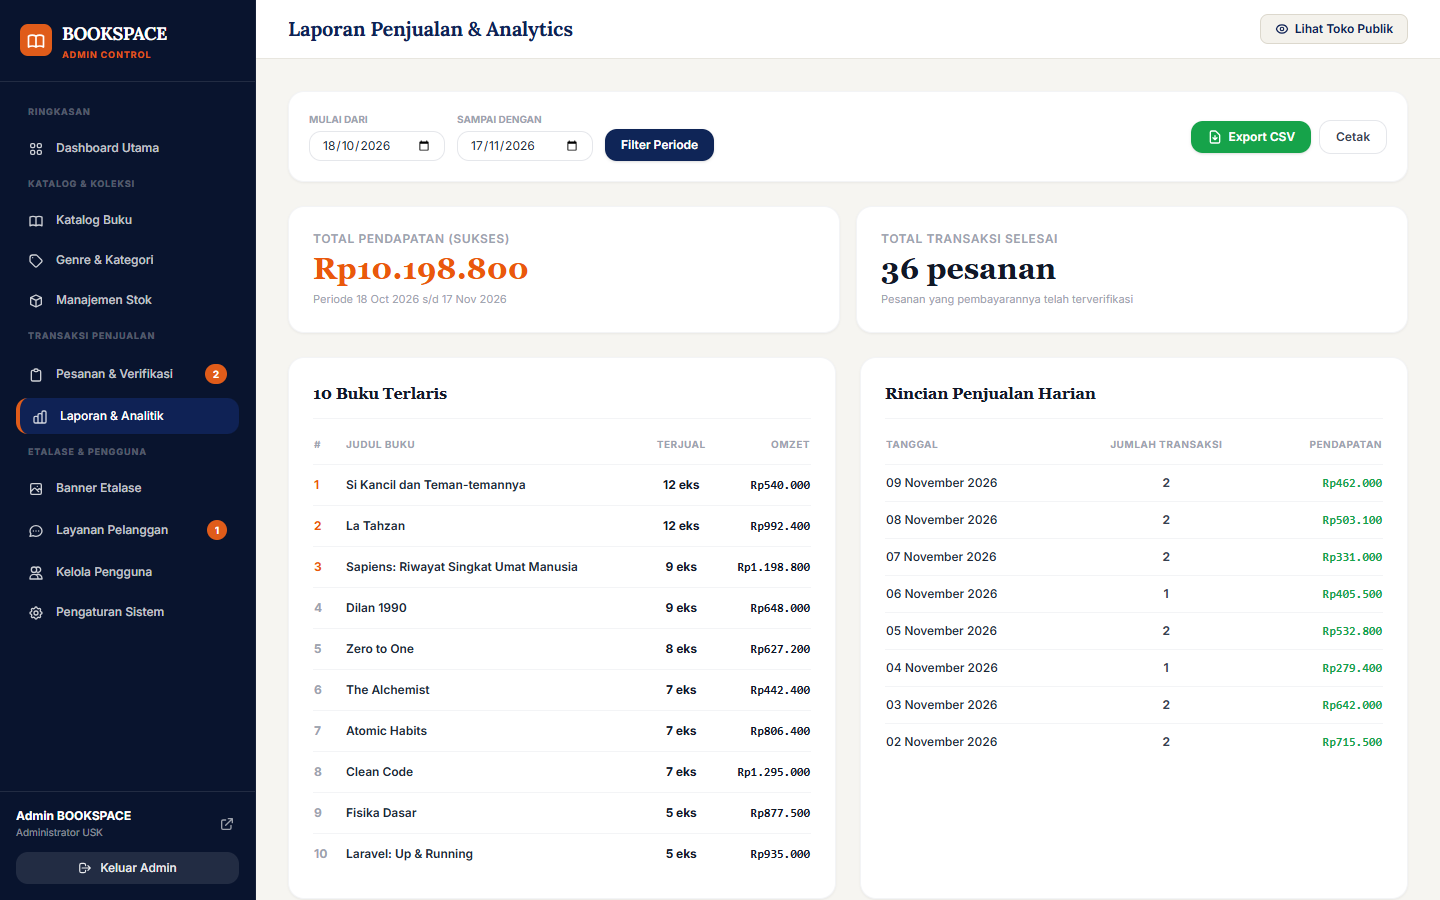 BOOKSPACE
ADMIN CONTROL
RINGKASAN
Dashboard Utama
KATALOG & KOLEKSI
Katalog Buku
Genre & Kategori
Manajemen Stok
TRANSAKSI PENJUALAN
Pesanan & Verifikasi 2
Laporan & Analitik
ETALASE & PENGGUNA
Banner Etalase
Layanan Pelanggan 1
Kelola Pengguna
Pengaturan Sistem
Admin BOOKSPACE
Administrator USK
Keluar Admin
Laporan Penjualan & Analytics
Lihat Toko Publik
MULAI DARI SAMPAI DENGAN
18/10/2026 17/11/2026 Filter Periode Export CSV Cetak
TOTAL PENDAPATAN (SUKSES)
Rp10.198.800
Periode 18 Oct 2026 s/d 17 Nov 2026
TOTAL TRANSAKSI SELESAI
36 pesanan
Pesanan yang pembayarannya telah terverifikasi
10 Buku Terlaris
# JUDUL BUKU TERJUAL OMZET
1 Si Kancil dan Teman-temannya 12 eks Rp540.000
2 La Tahzan 12 eks Rp992.400
3 Sapiens: Riwayat Singkat Umat Manusia 9 eks Rp1.198.800
4 Dilan 1990 9 eks Rp648.000
5 Zero to One 8 eks Rp627.200
6 The Alchemist 7 eks Rp442.400
7 Atomic Habits 7 eks Rp806.400
8 Clean Code 7 eks Rp1.295.000
9 Fisika Dasar 5 eks Rp877.500
10 Laravel: Up & Running 5 eks Rp935.000
Rincian Penjualan Harian
TANGGAL JUMLAH TRANSAKSI PENDAPATAN
09 November 2026 2 Rp462.000
08 November 2026 2 Rp503.100
07 November 2026 2 Rp331.000
06 November 2026 1 Rp405.500
05 November 2026 2 Rp532.800
04 November 2026 1 Rp279.400
03 November 2026 2 Rp642.000
02 November 2026 2 Rp715.500